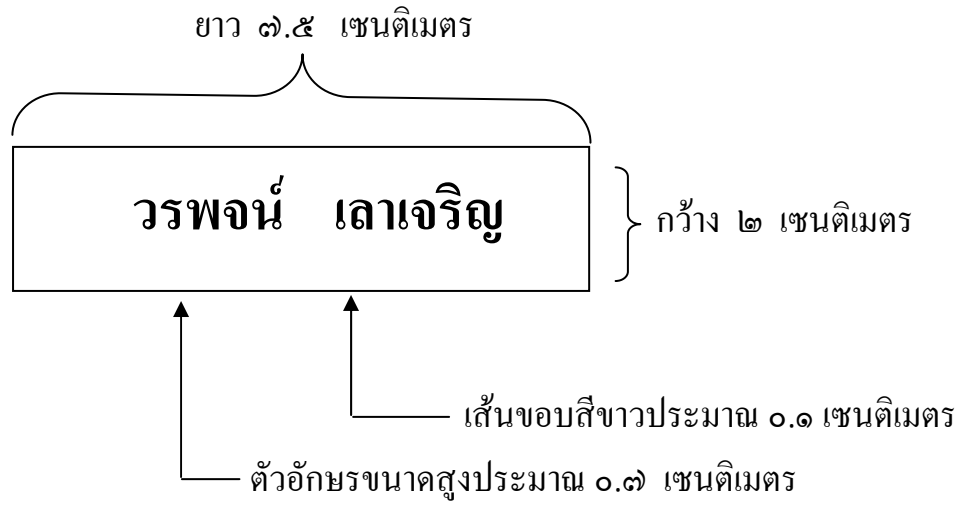 ยาว ๗.๕ เซนติเมตร
วรพจน์ เลาเจริญ
กว้าง ๒ เซนติเมตร
เส้นขอบสีขาวประมาณ ๐.๑ เซนติเมตร
ตัวอักษรขนาดสูงประมาณ ๐.๗ เซนติเมตร